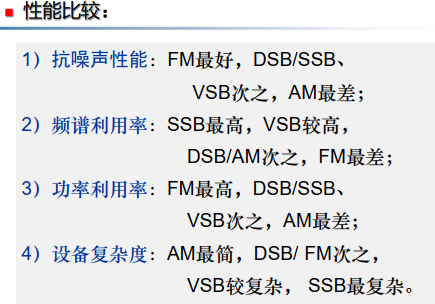 性能比较：
1）抗噪声性能：FM最好，DSB/SSB、
VSB次之，AM最差；
2）频谱利用率：SSB最高，VSB较高，
DSB/AM次之，FM最差；
3）功率利用率：FM最高，DSB/SSB、
VSB次之，AM最差；
4）设备复杂度：AM最简，DSB/ FM次之，
VSB较复杂， SSB最复杂。